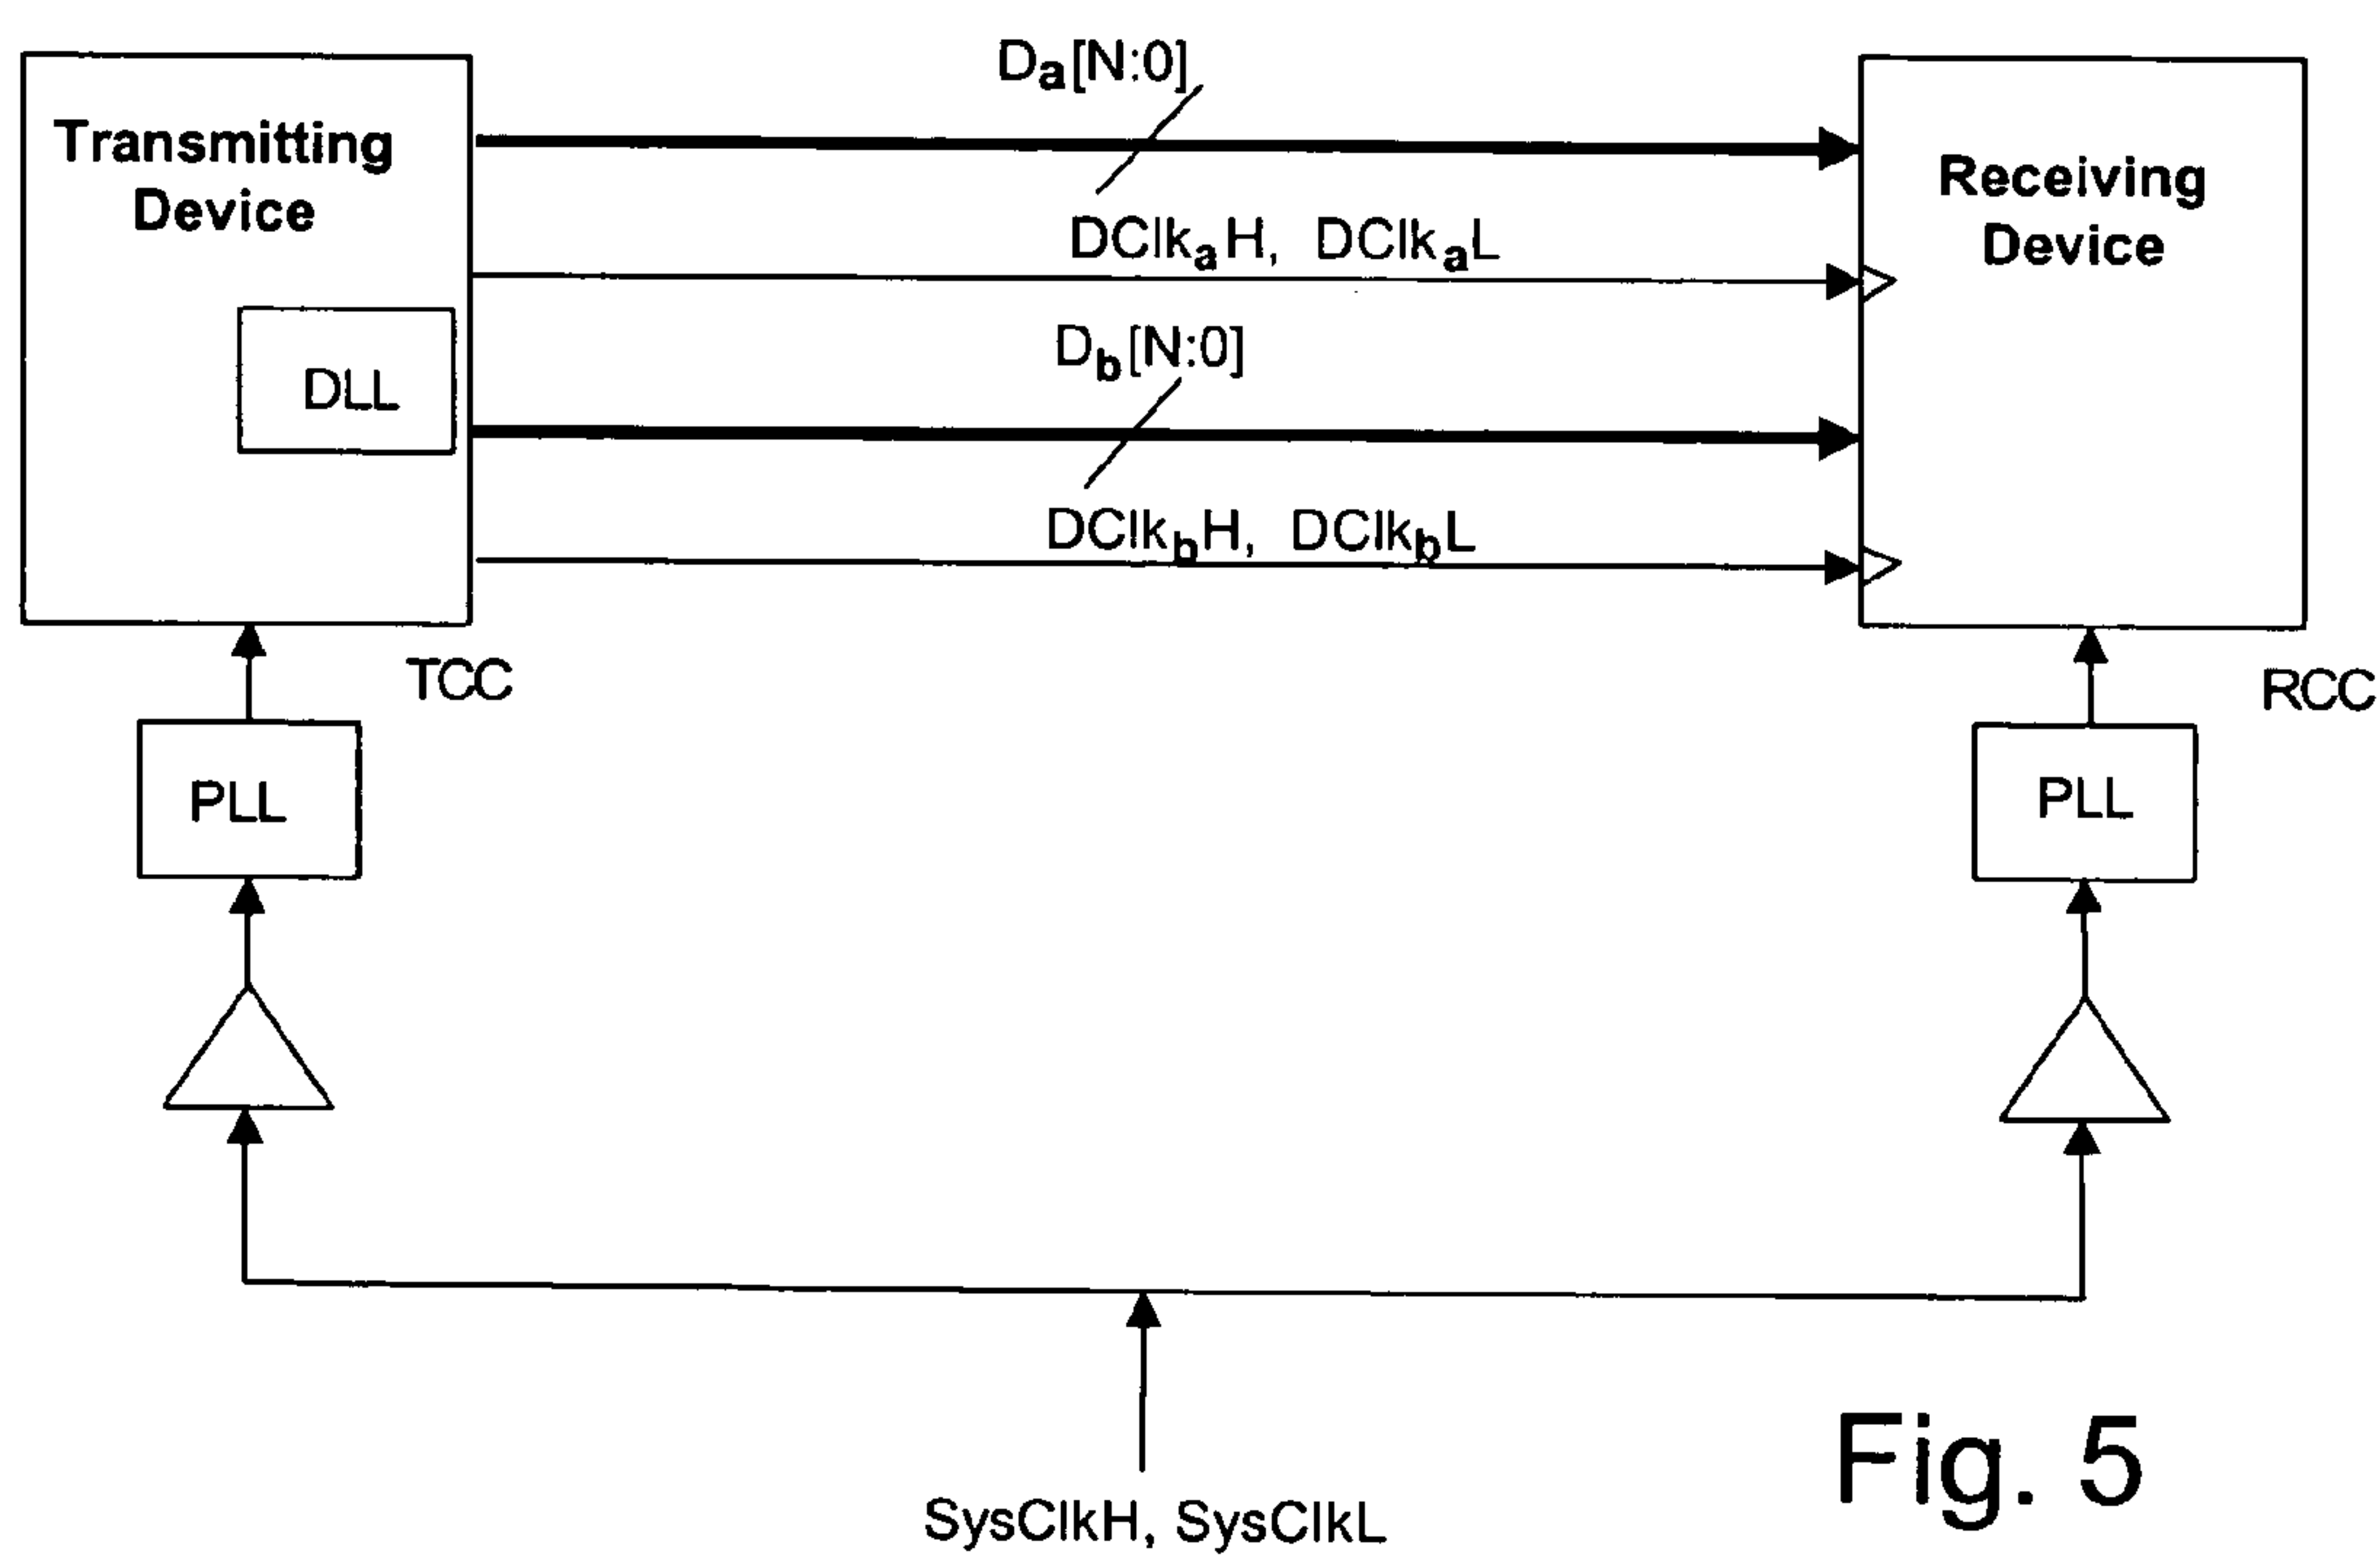 Da[N:0]
Transmitting
Device
Receiving
Device
DClkaH, DClkaL
Db[N:0]
DLL
DClkbH, DClkbL
TCC
RCC
PLL
PLL
SysClkH, SysClkL
Fig. 5